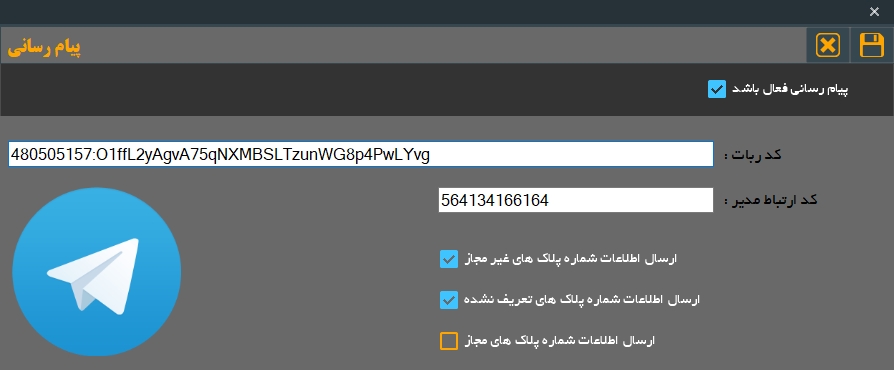 پیام رسانی
پیام رسانی فعال باشد
کد ربات :
480505157:O1ffL2yAgvA75qNXMBSLTzunWG8p4PwLYvg
کد ارتباط مدیر :
564134166164
ارسال اطلاعات شماره پلاک های غیر مجاز
ارسال اطلاعات شماره پلاک های تعریف نشده
ارسال اطلاعات شماره پلاک های مجاز